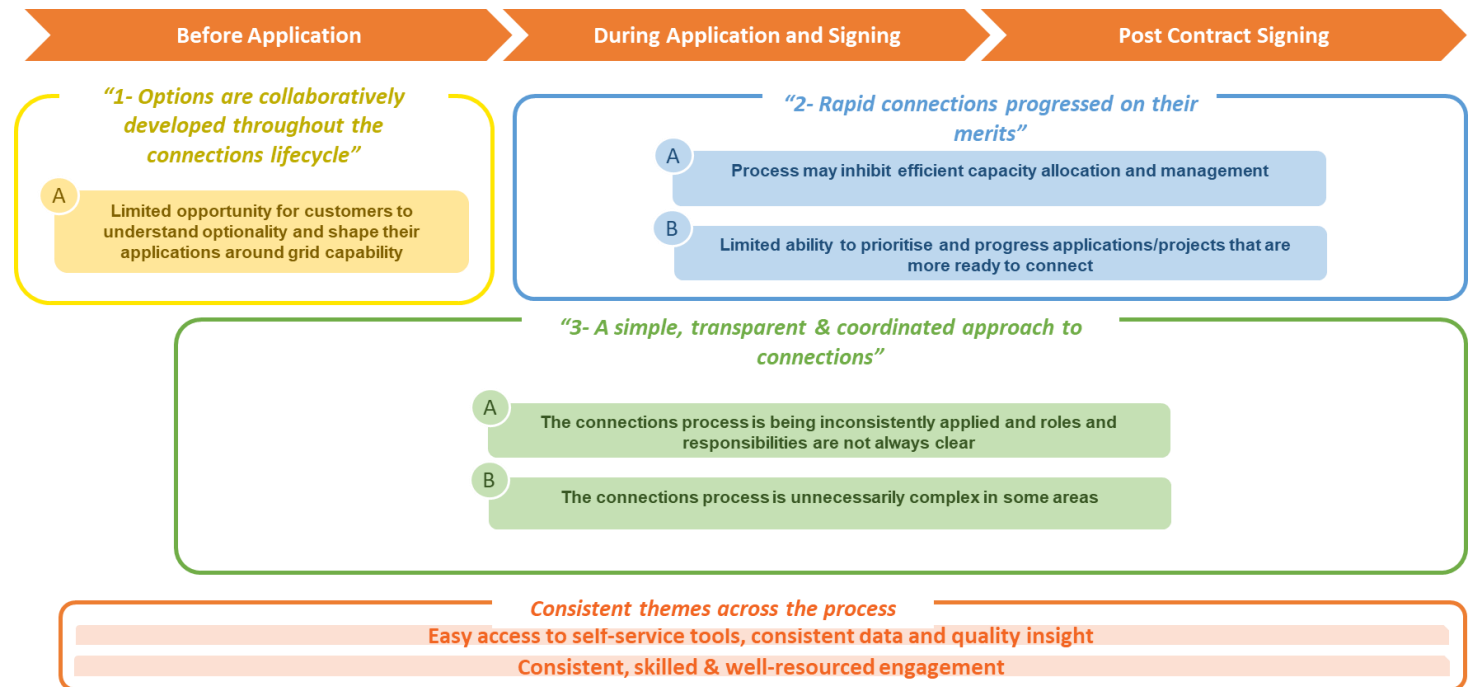 Before Application
During Application and Signing
Post Contract Signing
“1- Options are collaboratively
developed throughout the
connections lifecycle”
A
Limited opportunity for customers to
understand optionality and shape their
applications around grid capability
“2- Rapid connections progressed on their
merits”
A
Process may inhibit efficient capacity allocation and management
B
Limited ability to prioritise and progress applications/projects that are
more ready to connect
“3- A simple, transparent & coordinated approach to
connections”
A
The connections process is being inconsistently applied and roles and
responsibilities are not always clear
B
The connections process is unnecessarily complex in some areas
Consistent themes across the process
Easy access to self-service tools, consistent data and quality insight
Consistent, skilled & well-resourced engagement